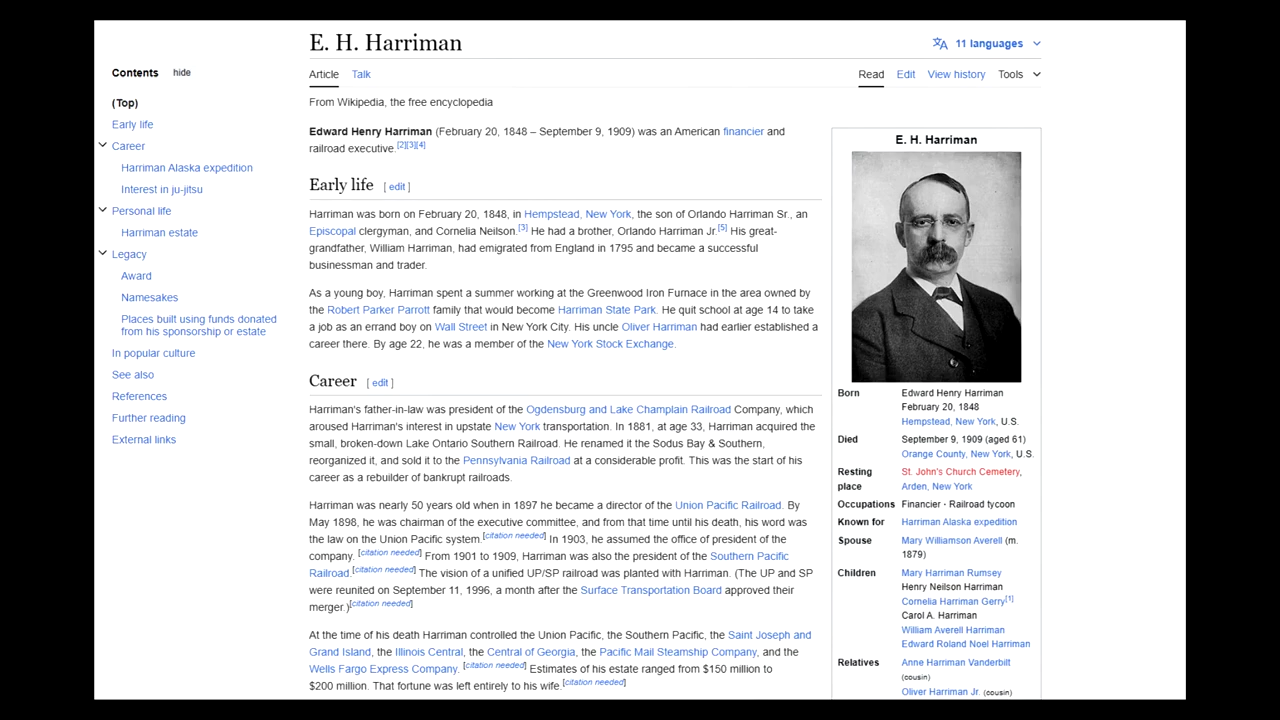 E. H. Harriman
11 languages
Contents hide
Article Talk
Read Edit View history Tools
(Top)
Early life
Career
Harriman Alaska expedition
Interest in ju-jitsu
Personal life
Harriman estate
Legacy
Award
Namesakes
Places built using funds donated
from his sponsorship or estate
In popular culture
See also
References
Further reading
External links
From Wikipedia, the free encyclopedia
Edward Henry Harriman (February 20, 1848 – September 9, 1909) was an American financier and
railroad executive.[2][3][4]
Early life [ edit ]
Harriman was born on February 20, 1848, in Hempstead, New York, the son of Orlando Harriman Sr., an
Episcopal clergyman, and Cornelia Neilson.[3] He had a brother, Orlando Harriman Jr.[5] His great-
grandfather, William Harriman, had emigrated from England in 1795 and became a successful
businessman and trader.
As a young boy, Harriman spent a summer working at the Greenwood Iron Furnace in the area owned by
the Robert Parker Parrott family that would become Harriman State Park. He quit school at age 14 to take
a job as an errand boy on Wall Street in New York City. His uncle Oliver Harriman had earlier established a
career there. By age 22, he was a member of the New York Stock Exchange.
Career [ edit ]
Harriman's father-in-law was president of the Ogdensburg and Lake Champlain Railroad Company, which
aroused Harriman's interest in upstate New York transportation. In 1881, at age 33, Harriman acquired the
small, broken-down Lake Ontario Southern Railroad. He renamed it the Sodus Bay & Southern,
reorganized it, and sold it to the Pennsylvania Railroad at a considerable profit. This was the start of his
career as a rebuilder of bankrupt railroads.
Harriman was nearly 50 years old when in 1897 he became a director of the Union Pacific Railroad. By
May 1898, he was chairman of the executive committee, and from that time until his death, his word was
the law on the Union Pacific system.[citation needed] In 1903, he assumed the office of president of the
company. [citation needed] From 1901 to 1909, Harriman was also the president of the Southern Pacific
Railroad.[citation needed] The vision of a unified UP/SP railroad was planted with Harriman. (The UP and SP
were reunited on September 11, 1996, a month after the Surface Transportation Board approved their
merger.)[citation needed]
At the time of his death Harriman controlled the Union Pacific, the Southern Pacific, the Saint Joseph and
Grand Island, the Illinois Central, the Central of Georgia, the Pacific Mail Steamship Company, and the
Wells Fargo Express Company. [citation needed] Estimates of his estate ranged from $150 million to
$200 million. That fortune was left entirely to his wife.[citation needed]
E. H. Harriman
Born Edward Henry Harriman
February 20, 1848
Hempstead, New York, U.S.
Died September 9, 1909 (aged 61)
Orange County, New York, U.S.
Resting St. John's Church Cemetery,
place Arden, New York
Occupations Financier · Railroad tycoon
Known for Harriman Alaska expedition
Spouse Mary Williamson Averell (m.
1879)
Children Mary Harriman Rumsey
Henry Neilson Harriman
Cornelia Harriman Gerry[1]
Carol A. Harriman
William Averell Harriman
Edward Roland Noel Harriman
Relatives Anne Harriman Vanderbilt
(cousin)
Oliver Harriman Jr. (cousin)